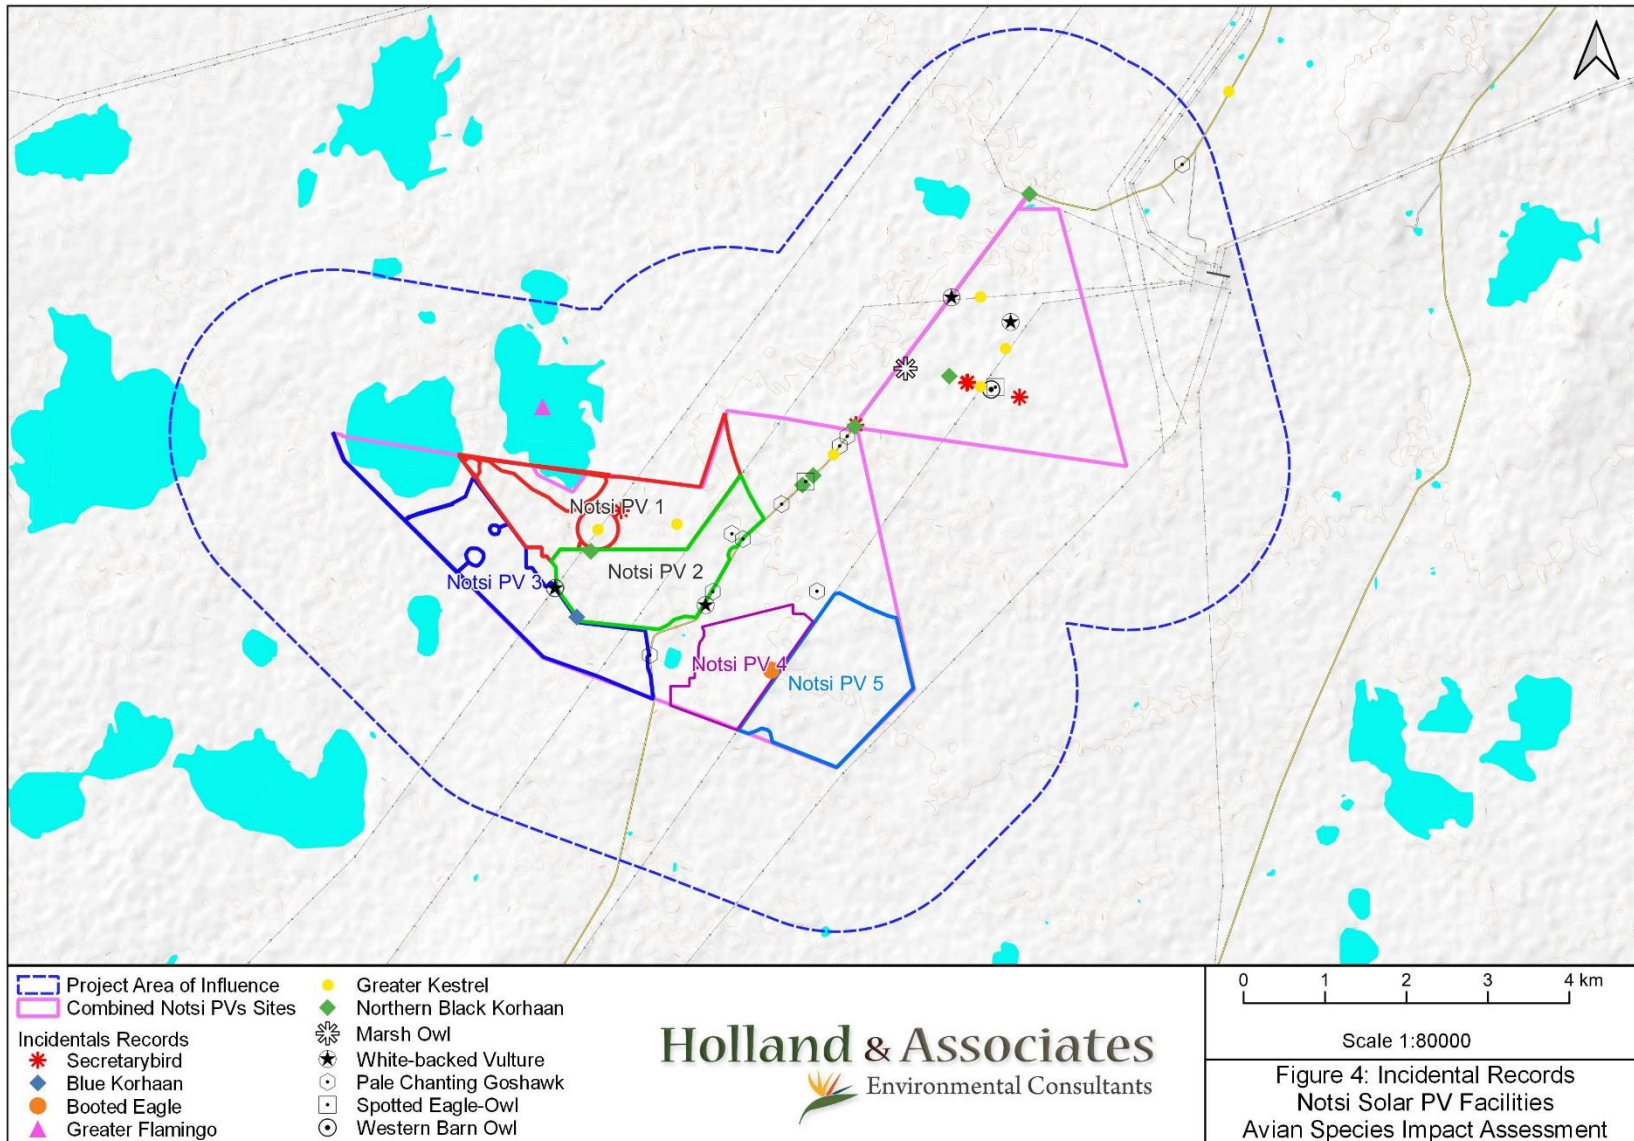 Notsi PV 1
Notsi PV 2
Notsi PV 3
Notsi PV 4
Notsi PV 5
Project Area of Influence
Combined Notsi PVs Sites
Incidentals Records
Secretarybird
Blue Korhaan
Booted Eagle
Greater Flamingo
Greater Kestrel
Northern Black Korhaan
Marsh Owl
White-backed Vulture
Pale Chanting Goshawk
Spotted Eagle-Owl
Western Barn Owl
Holland & Associates
Environmental Consultants
0 1 2 3 4 km
Scale 1:80000
Figure 4: Incidental Records
Notsi Solar PV Facilities
Avian Species Impact Assessment